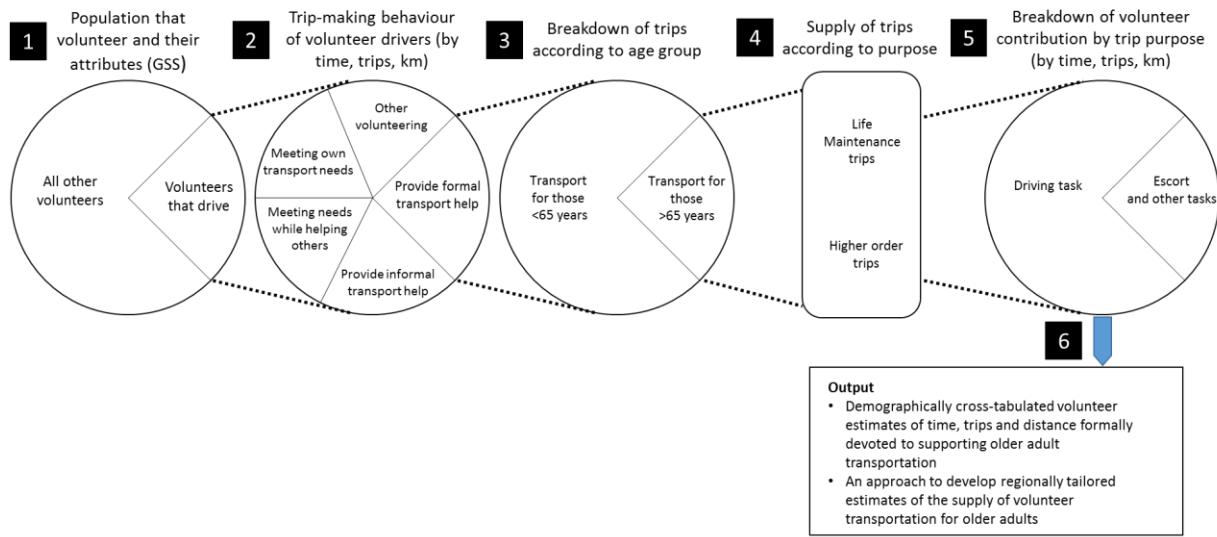 1
Population that
volunteer and their
attributes (GSS)
2
Trip-making behaviour
of volunteer drivers (by
time, trips, km)
3
Breakdown of trips
according to age group
4
Supply of trips
according to purpose
5
Breakdown of volunteer
contribution by trip purpose
(by time, trips, km)
All other
volunteers
Volunteers
that drive
Other
volunteering
Meeting own
transport needs
Provide formal
transport help
Meeting needs
while helping
others
Provide informal
transport help
Transport
for those
<65 years
Transport for
those
>65 years
Life
Maintenance
trips
Higher order
trips
Driving task
Escort
and other tasks
6
Output
• Demographically cross-tabulated volunteer
estimates of time, trips and distance formally
devoted to supporting older adult
transportation
• An approach to develop regionally tailored
estimates of the supply of volunteer
transportation for older adults